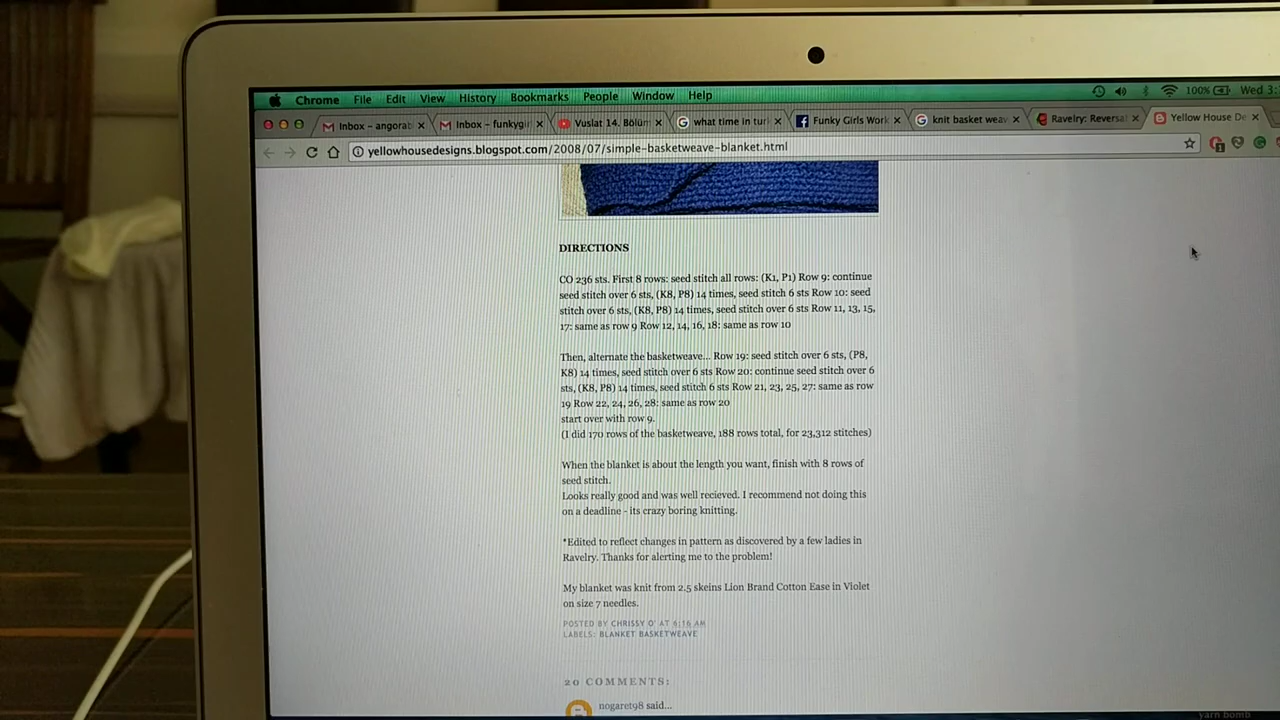 Chrome File Edit View History Bookmarks People Window Help 100% Wed 3:
Inbox – angorab Inbox – funkygir Vuslat 14. Bölüm what time in turk Funky Girls Work knit basket weav Ravelry: Reversa Yellow House De
yellowhousedesigns.blogspot.com/2008/07/simple-basketweave-blanket.html
DIRECTIONS
CO 236 sts. First 8 rows: seed stitch all rows: (K1, P1) Row 9: continue
seed stitch over 6 sts, (K8, P8) 14 times, seed stitch 6 sts Row 10: seed
stitch over 6 sts, (K8, P8) 14 times, seed stitch over 6 sts Row 11, 13, 15,
17: same as row 9 Row 12, 14, 16, 18: same as row 10
Then, alternate the basketweave... Row 19: seed stitch over 6 sts, (P8,
K8) 14 times, seed stitch over 6 sts Row 20: continue seed stitch over 6
sts, (K8, P8) 14 times, seed stitch 6 sts Row 21, 23, 25, 27: same as row
19 Row 22, 24, 26, 28: same as row 20
start over with row 9.
(I did 170 rows of the basketweave, 188 rows total, for 23,312 stitches)
When the blanket is about the length you want, finish with 8 rows of
seed stitch.
Looks really good and was well recieved. I recommend not doing this
on a deadline - its crazy boring knitting.
*Edited to reflect changes in pattern as discovered by a few ladies in
Ravelry. Thanks for alerting me to the problem!
My blanket was knit from 2.5 skeins Lion Brand Cotton Ease in Violet
on size 7 needles.
POSTED BY CHRISSY O' AT 6:16 AM
LABELS: BLANKET BASKETWEAVE
20 COMMENTS:
nogaret98 said...
yarn bomb